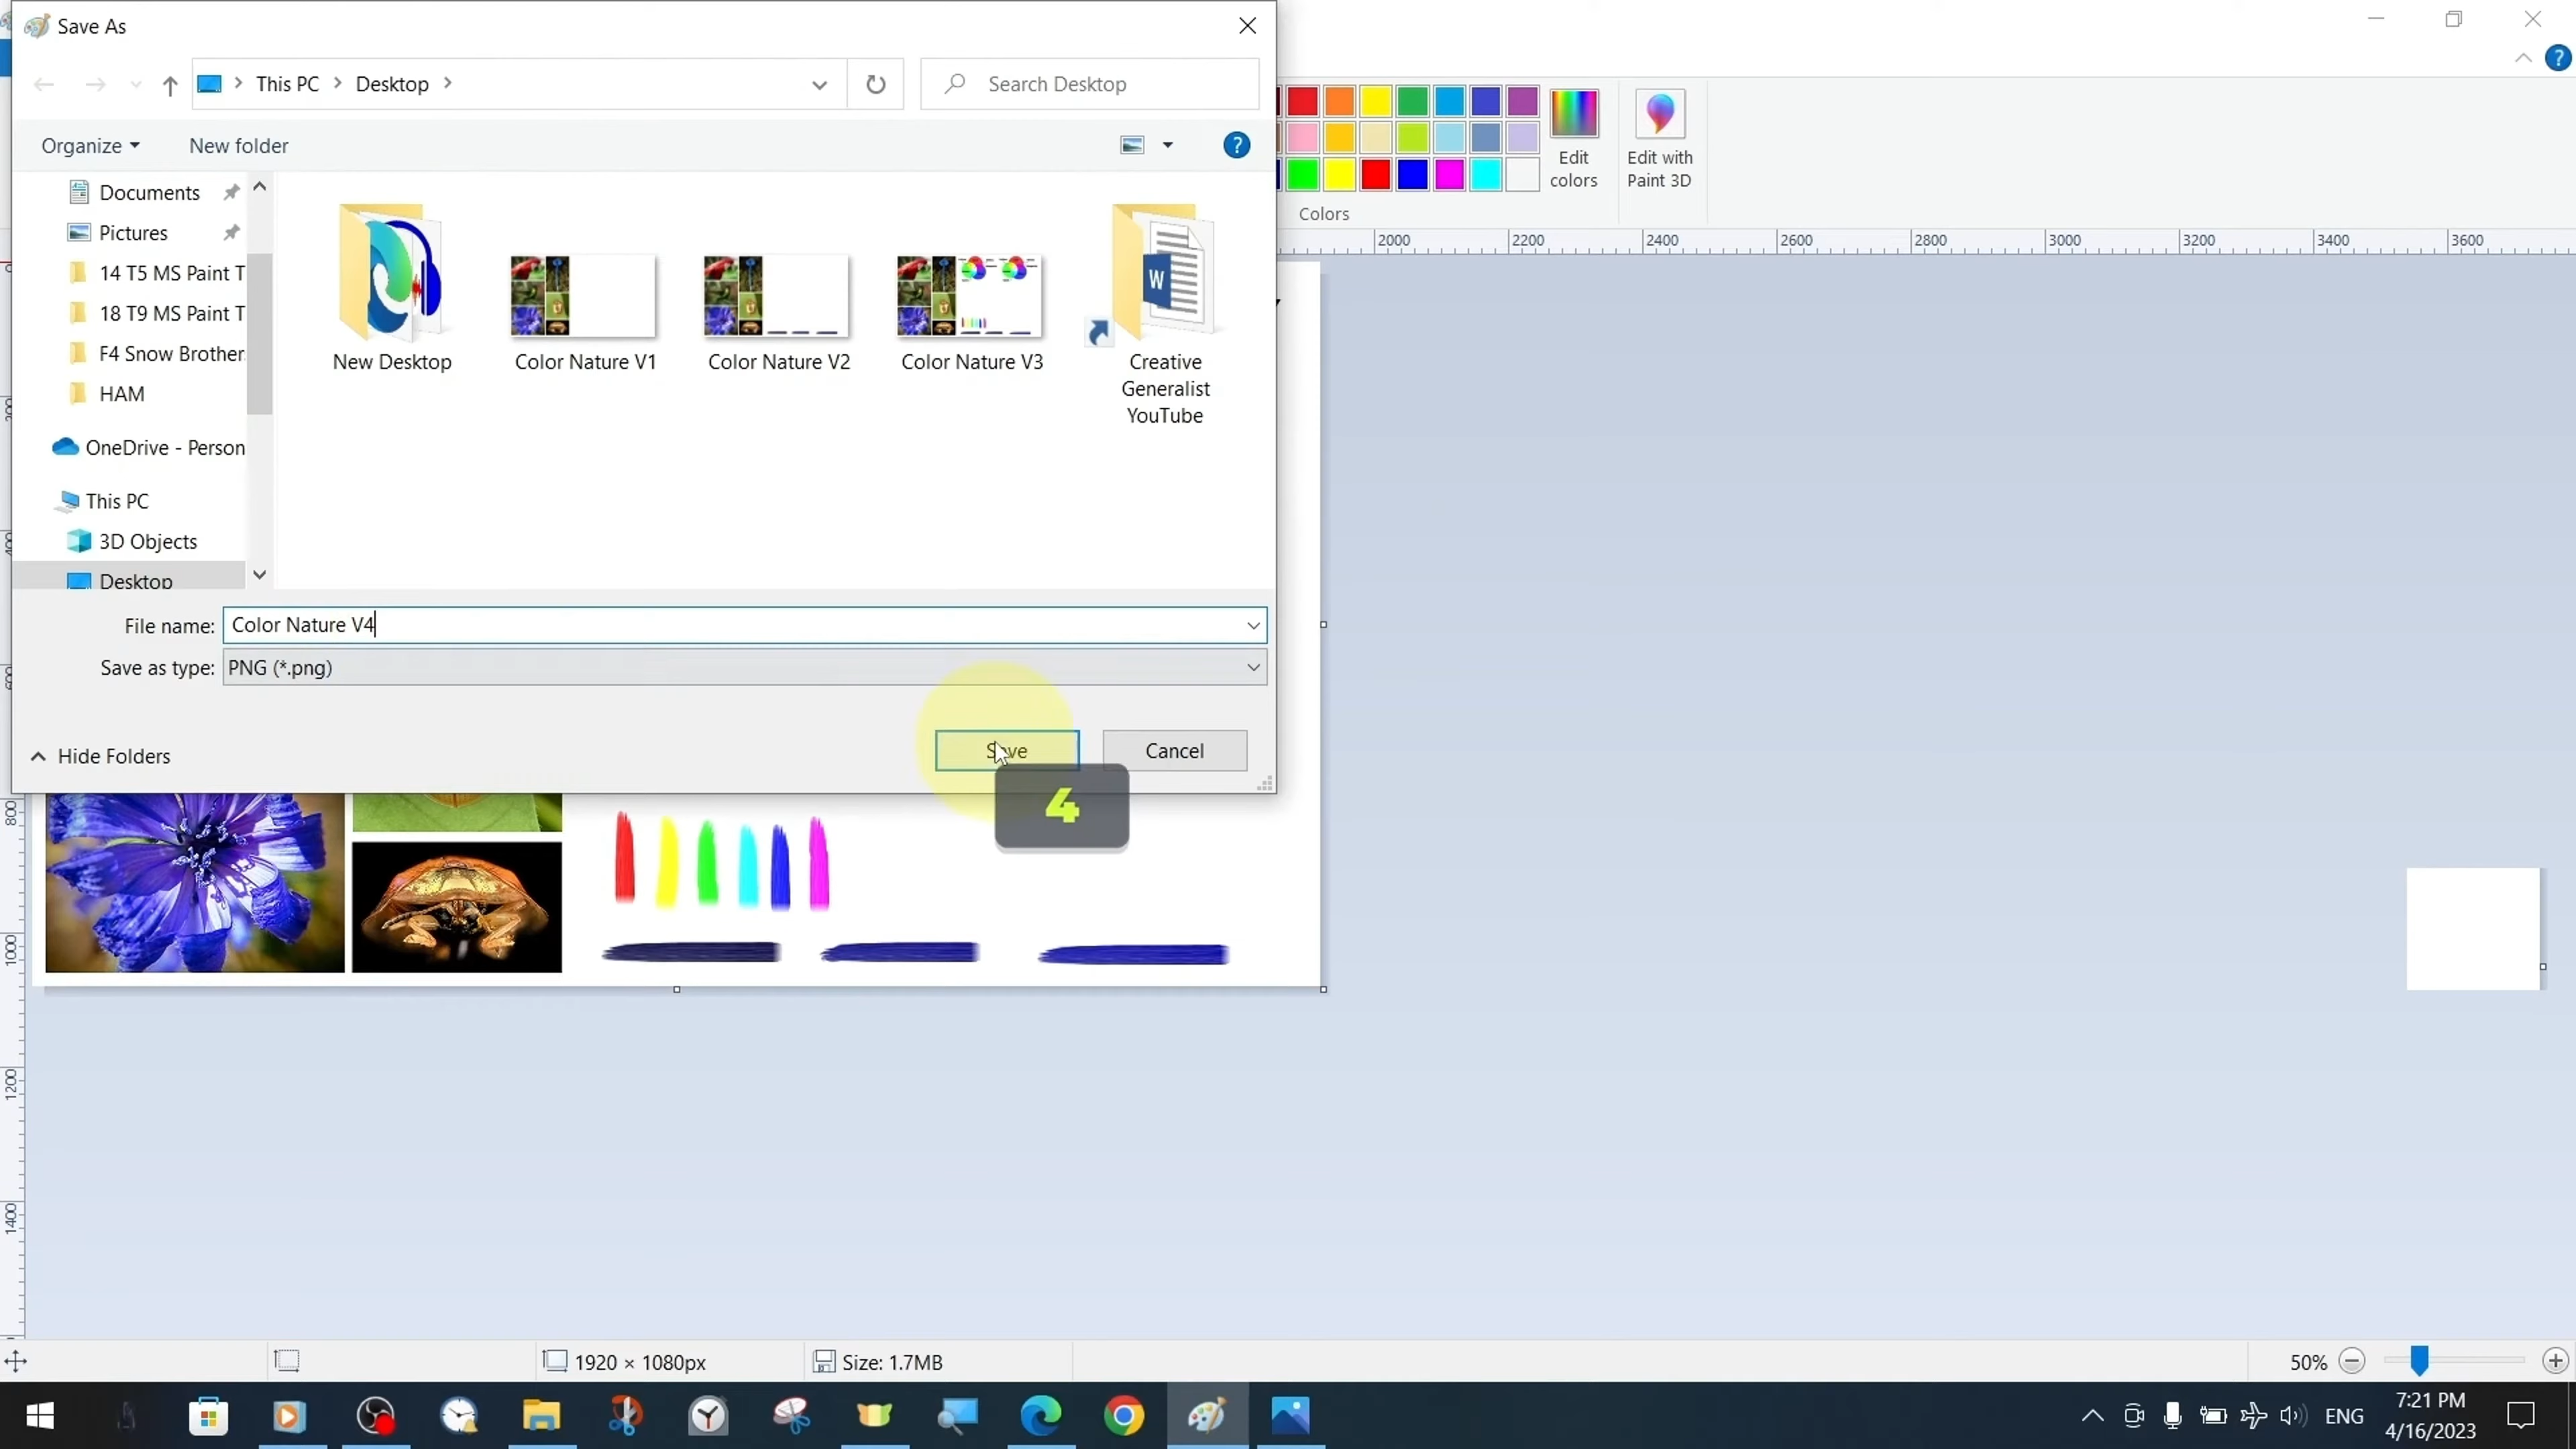 Save As
This PC
Desktop
Search Desktop
Organize
New folder
Documents
Pictures
14 T5 MS Paint T
18 T9 MS Paint T
F4 Snow Brother
HAM
OneDrive - Person
This PC
3D Objects
Desktop
New Desktop
Color Nature V1
Color Nature V2
Color Nature V3
Creative
Generalist
YouTube
File name: Color Nature V4
Save as type: PNG (*.png)
Hide Folders
Save
Cancel
4
Edit
colors
Edit with
Paint 3D
Colors
2000
2200
2400
2600
2800
3000
3200
3400
3600
800
1000
1200
1400
1920 × 1080px
Size: 1.7MB
50%
ENG
7:21 PM
4/16/2023